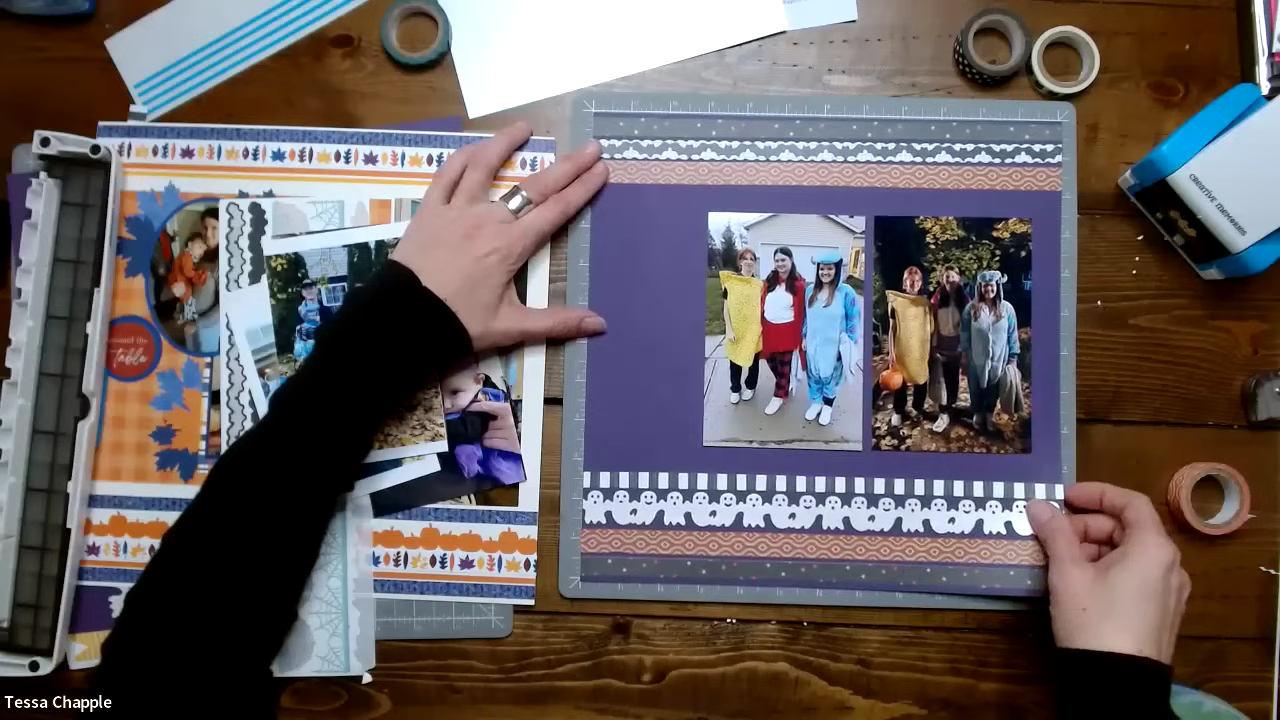 creative memories
around the
table
Tessa Chapple